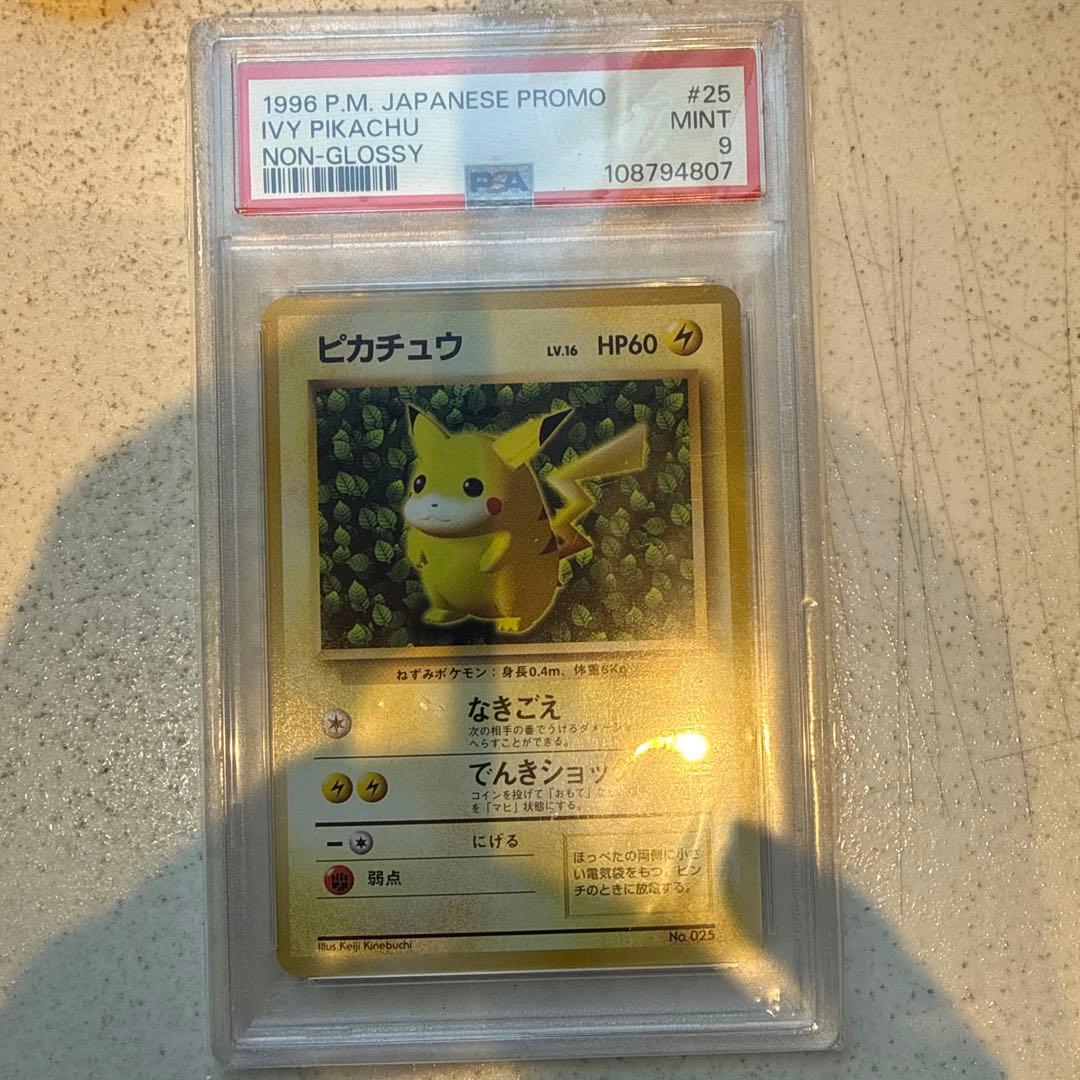 1996 P.M. JAPANESE PROMO #25
IVY PIKACHU MINT
NON-GLOSSY 9
PSA 108794807
ピカチュウ LV.16 HP60
ねずみポケモン：身長0.4m、体重6Kg
なきごえ
次の相手の番でうけるダメージ
へらすことができる。
でんきショッ
コインを投げて「おもて」
を「マヒ」状態にする。
にげる
弱点
ほっぺたの両側に小さ
い電気袋をもつ。ピン
チのときに放電する。
Illus.Keiji Kinebuchi No.025